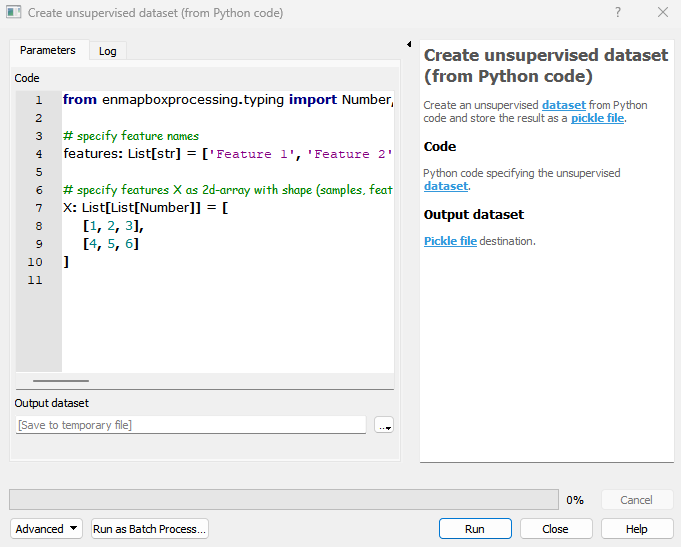 Create unsupervised dataset (from Python code)
?
Parameters
Log
Code
1 from enmapboxprocessing.typing import Number,
2
3 # specify feature names
4 features: List[str] = ['Feature 1', 'Feature 2'
5
6 # specify features X as 2d-array with shape (samples, feat
7 X: List[List[Number]] = [
8 [1, 2, 3],
9 [4, 5, 6]
10 ]
11
Output dataset
[Save to temporary file]
...
Create unsupervised dataset
(from Python code)
Create an unsupervised dataset from Python
code and store the result as a pickle file.
Code
Python code specifying the unsupervised
dataset.
Output dataset
Pickle file destination.
0%
Cancel
Advanced
Run as Batch Process...
Run
Close
Help